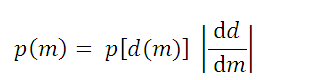 p(m) = p[d(m)] |dd/dm|